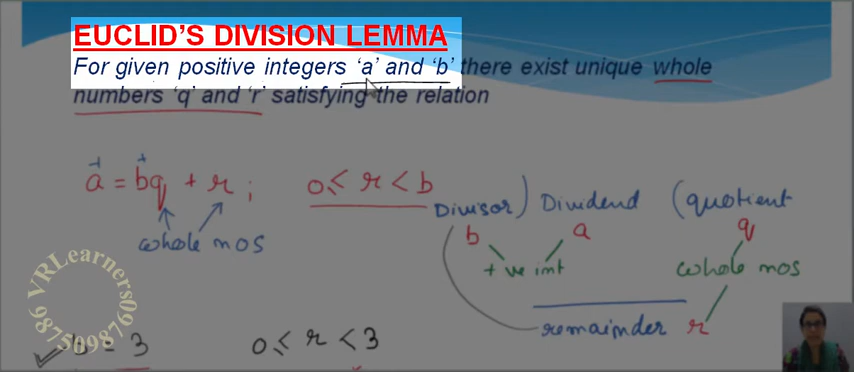 EUCLID'S DIVISION LEMMA
For given positive integers 'a' and 'b' there exist unique whole
numbers 'q' and 'r' satisfying the relation
a = bq + r ; 0 ≤ r < b
whole nos
Divisor) Dividend (quotient
b a q
+ve int whole nos
remainder r
VRLearners
b = 3 0 ≤ r < 3